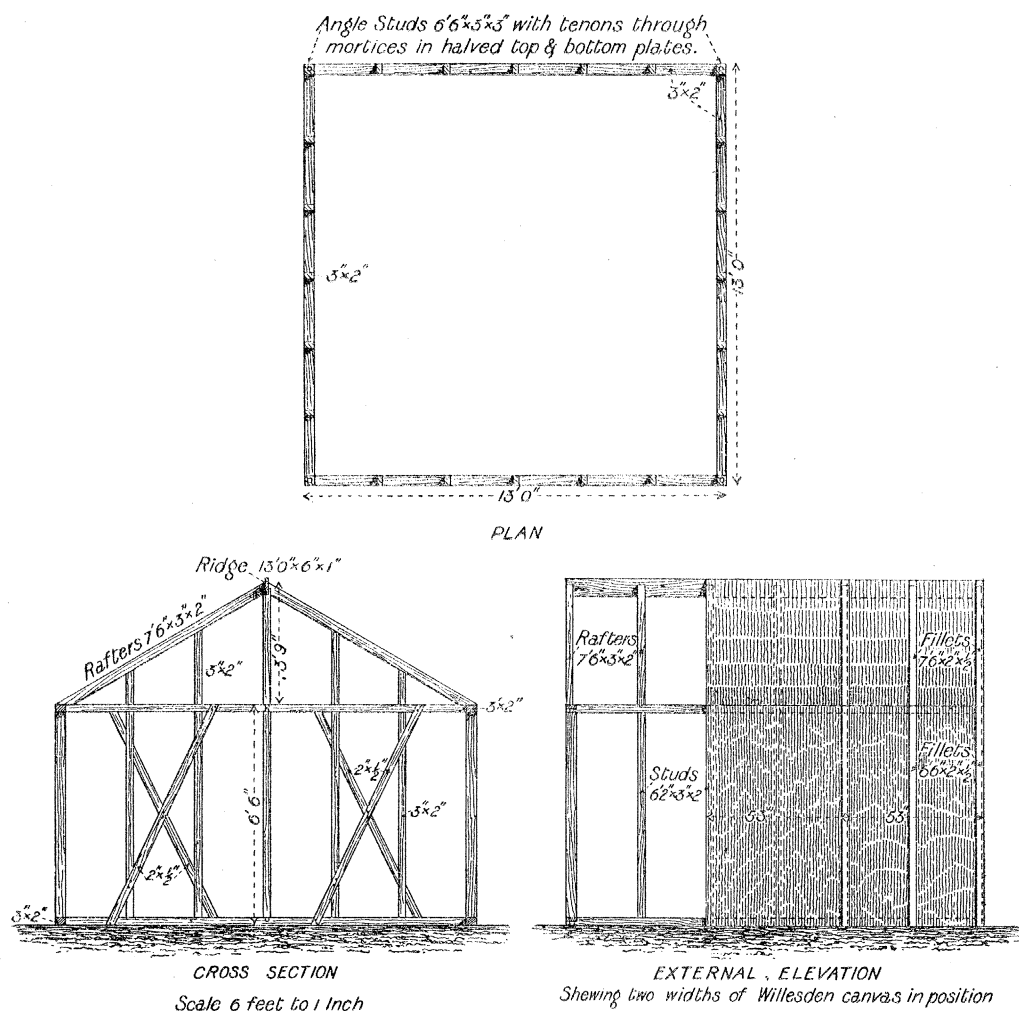 Angle Studs 6'6"×3"×3" with tenons through
mortices in halved top & bottom plates.
3"×2"
3"×2"
13'0"
13'0"
PLAN
Ridge 13'0"×6"×1"
Rafters 7'6"×3"×2"
3'9"
3"×2"
3"×2"
2"×½"
6'6"
3"×2"
2"×½"
3"×2"
CROSS SECTION
Scale 6 feet to 1 Inch
Rafters
7'6"×3"×2"
Fillets
7'6"×2"×½"
Studs
6'2"×3"×2"
Fillets
6'6"×2"×½"
53"
53"
EXTERNAL ELEVATION
Shewing two widths of Willesden canvas in position